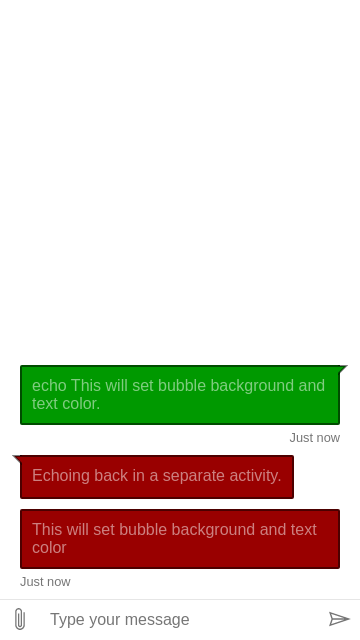 echo This will set bubble background and
text color.
Just now
Echoing back in a separate activity.
This will set bubble background and text
color
Just now
Type your message